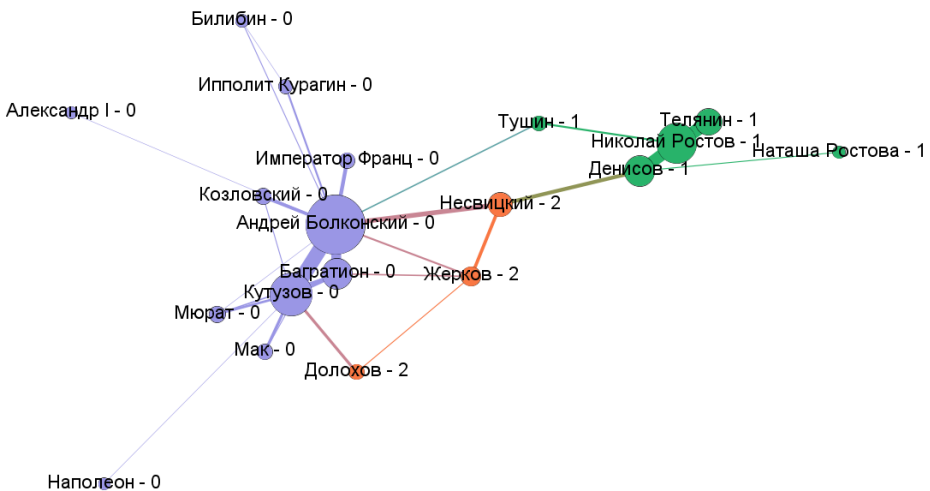 Билибин - 0
Ипполит Курагин - 0
Александр I - 0
Тушин - 1
Телянин - 1
Николай Ростов - 1
Наташа Ростова - 1
Император Франц - 0
Денисов - 1
Козловский - 0
Несвицкий - 2
Андрей Болконский - 0
Багратион - 0
Жерков - 2
Кутузов - 0
Мюрат - 0
Мак - 0
Долохов - 2
Наполеон - 0